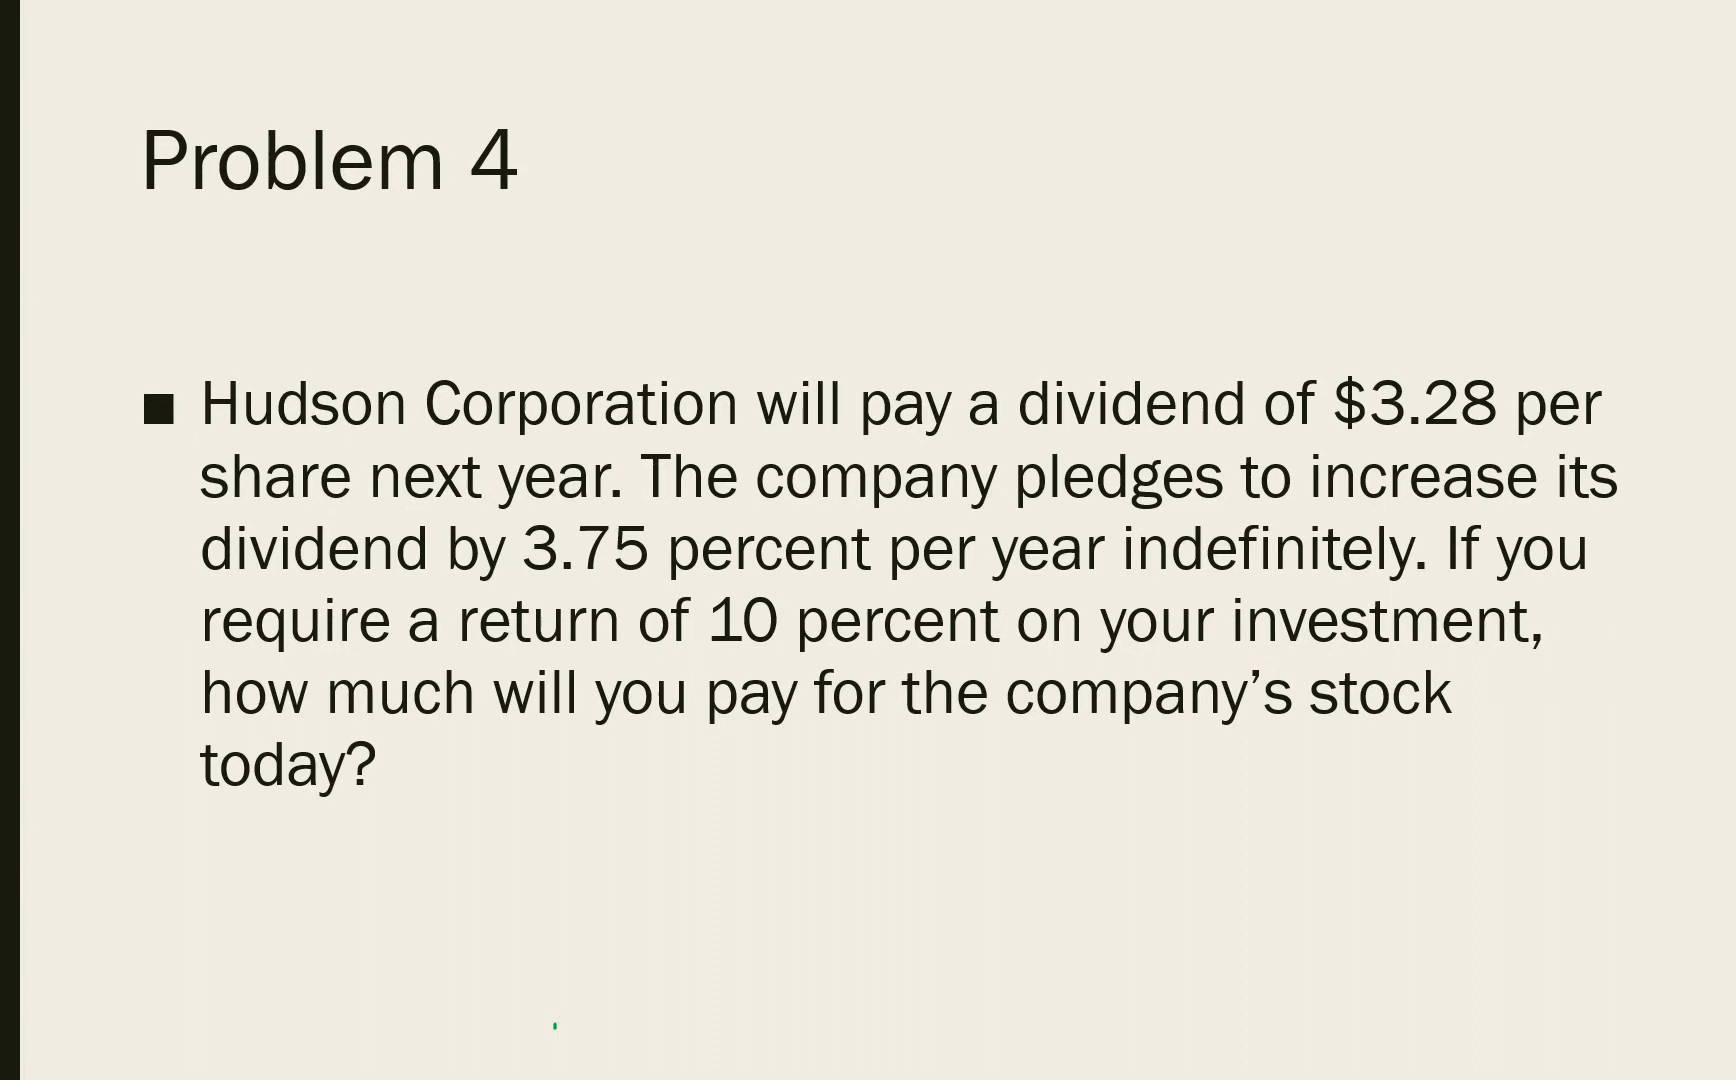 Problem 4
■ Hudson Corporation will pay a dividend of $3.28 per
share next year. The company pledges to increase its
dividend by 3.75 percent per year indefinitely. If you
require a return of 10 percent on your investment,
how much will you pay for the company’s stock
today?